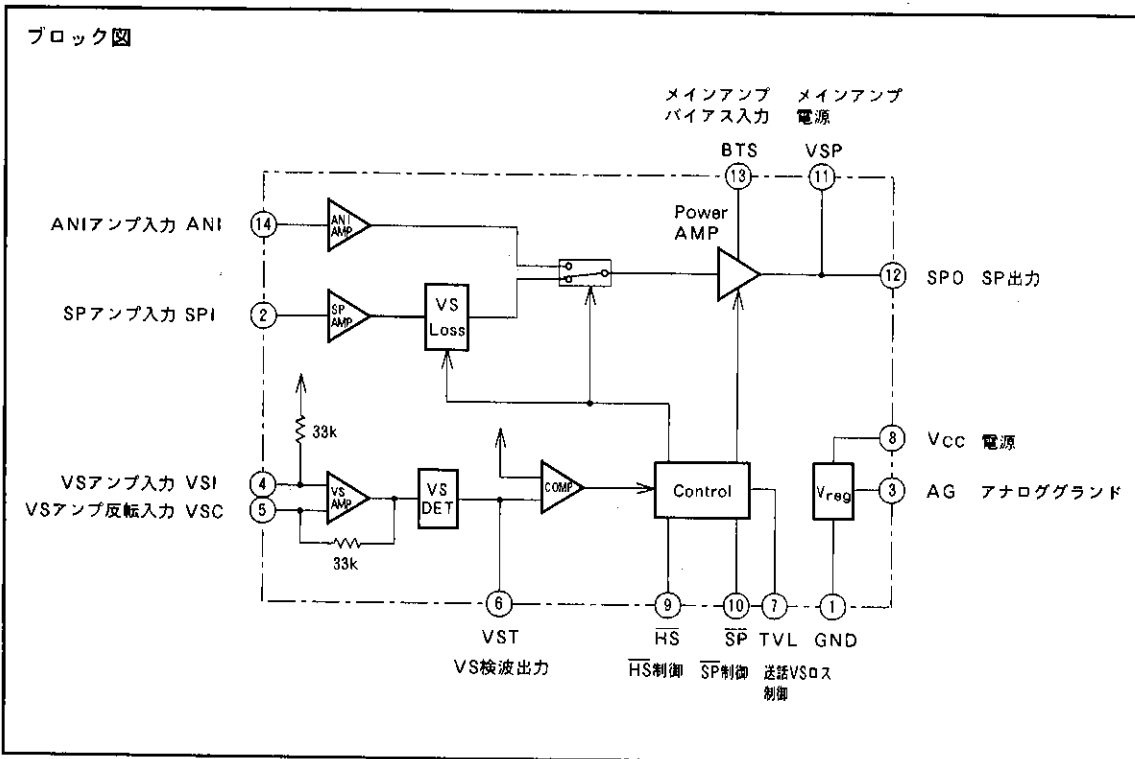 ブロック図
メインアンプ メインアンプ
バイアス入力 電源
BTS VSP
13 11
ANIアンプ入力 ANI 14 ANI AMP
Power
AMP
12 SPO SP出力
SPアンプ入力 SPI 2 SP AMP
VS
Loss
33k
8 VCC 電源
VSアンプ入力 VSI 4
VSアンプ反転入力 VSC 5
VS AMP
VS
DET
COMP
Control
Vreg
3 AG アナロググランド
33k
6 9 10 7 1
VST H̅S̅ S̅P̅ TVL GND
VS検波出力 H̅S̅制御 S̅P̅制御 送話VSロス
制御